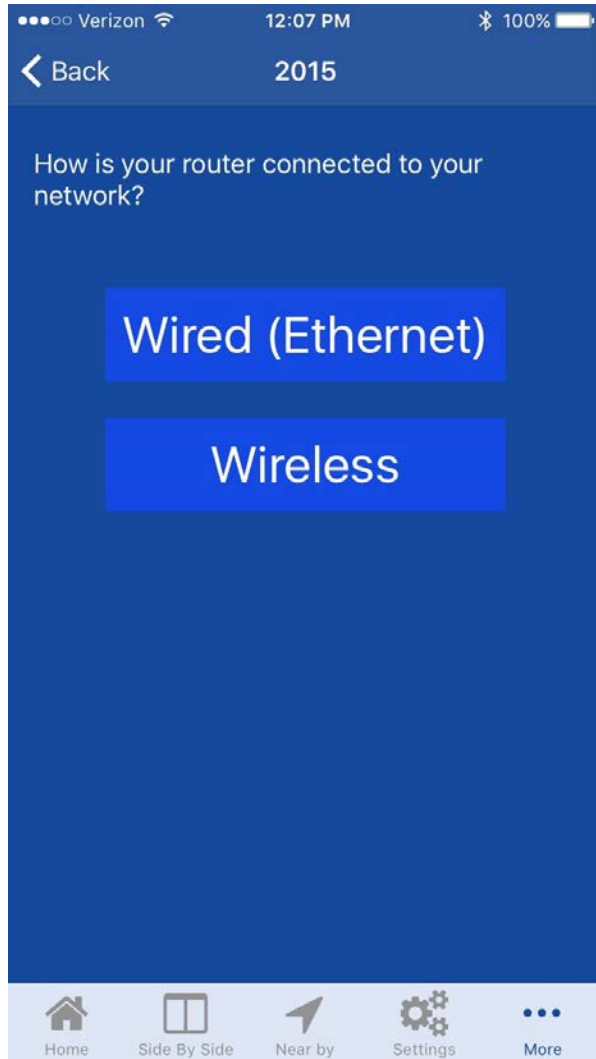 Verizon 12:07 PM 100%
Back 2015
How is your router connected to your
network?
Wired (Ethernet)
Wireless
Home Side By Side Near by Settings More